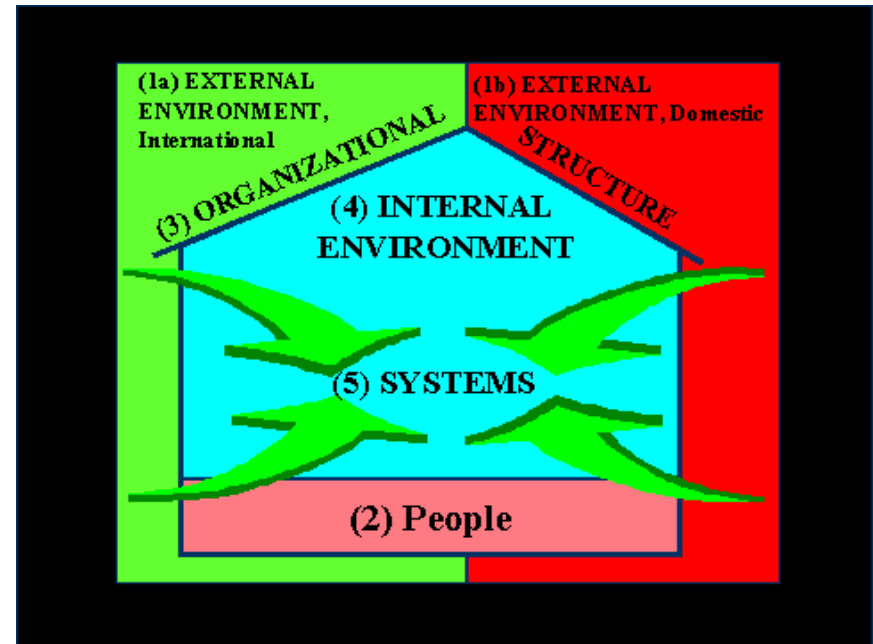 (1a) EXTERNAL
ENVIRONMENT,
International
(1b) EXTERNAL
ENVIRONMENT, Domestic
(3) ORGANIZATIONAL
STRUCTURE
(4) INTERNAL
ENVIRONMENT
(5) SYSTEMS
(2) People